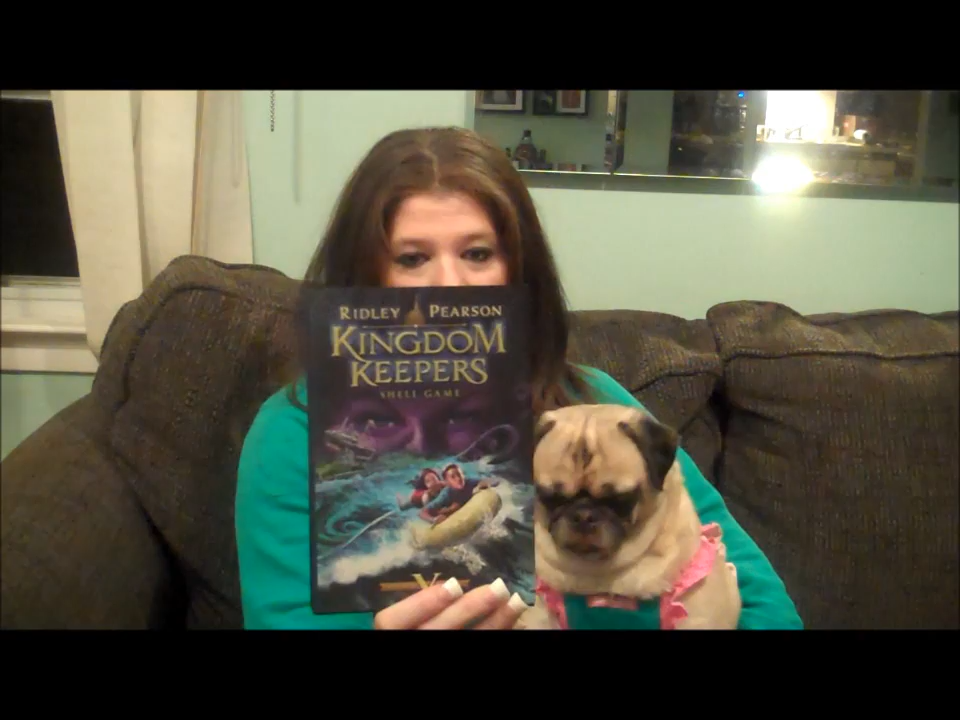 RIDLEY PEARSON
KINGDOM
KEEPERS
SHELL GAME
V